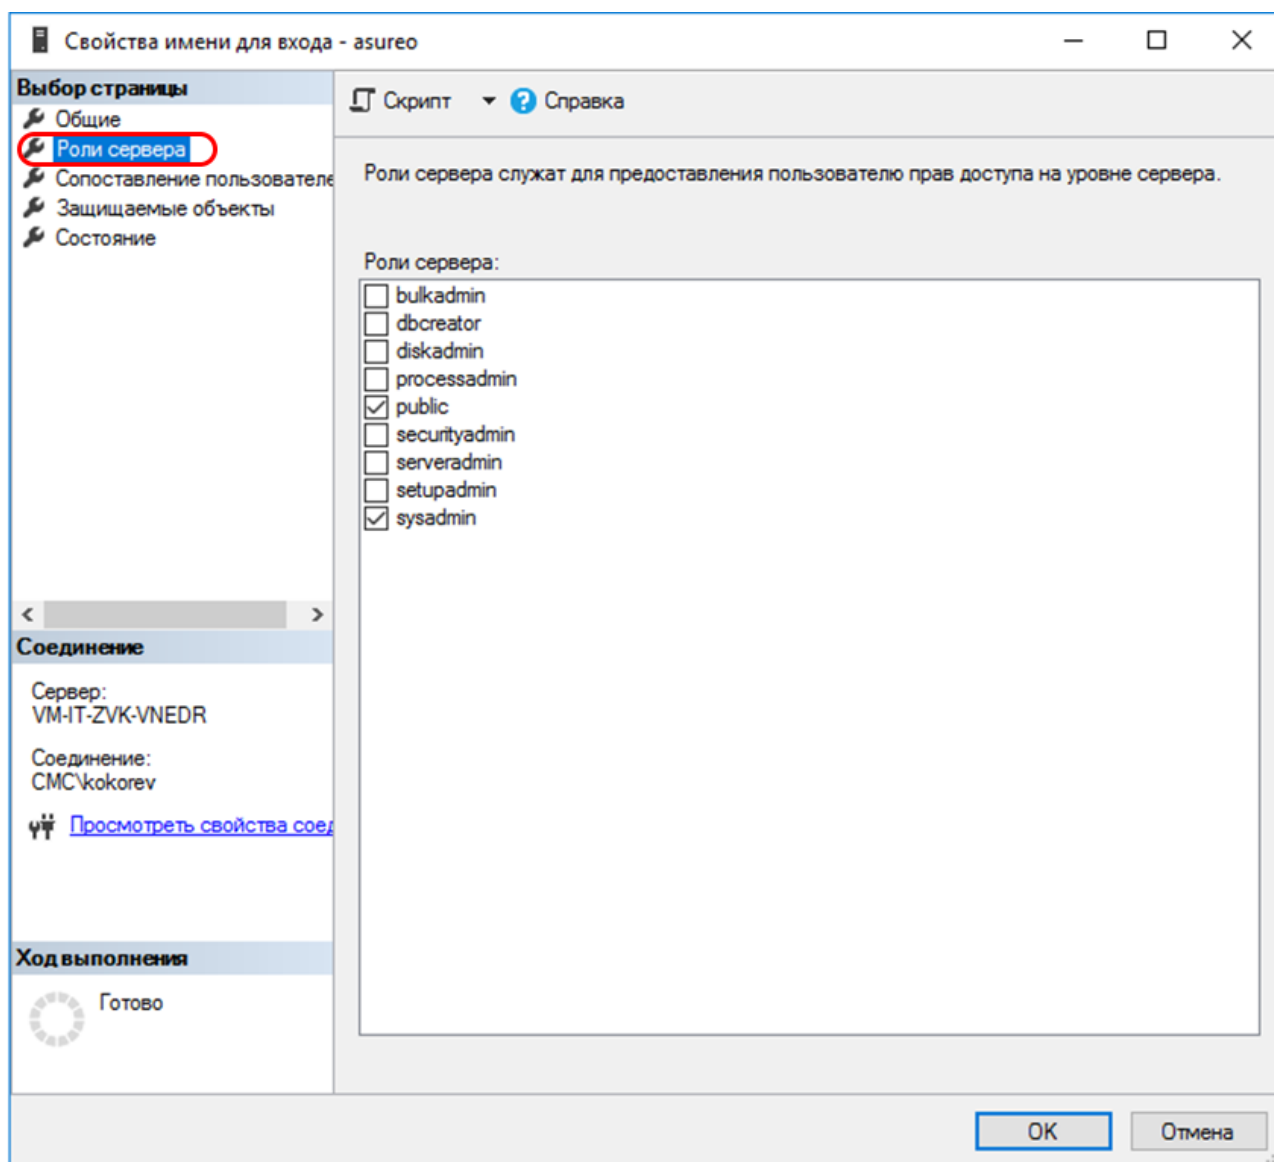 Свойства имени для входа - asureo
Выбор страницы
Общие
Роли сервера
Сопоставление пользователе
Защищаемые объекты
Состояние
Скрипт
Справка
Роли сервера служат для предоставления пользователю прав доступа на уровне сервера.
Роли сервера:
bulkadmin
dbcreator
diskadmin
processadmin
public
securityadmin
serveradmin
setupadmin
sysadmin
Соединение
Сервер:
VM-IT-ZVK-VNEDR
Соединение:
CMC\kokorev
Просмотреть свойства соед
Ход выполнения
Готово
OK
Отмена